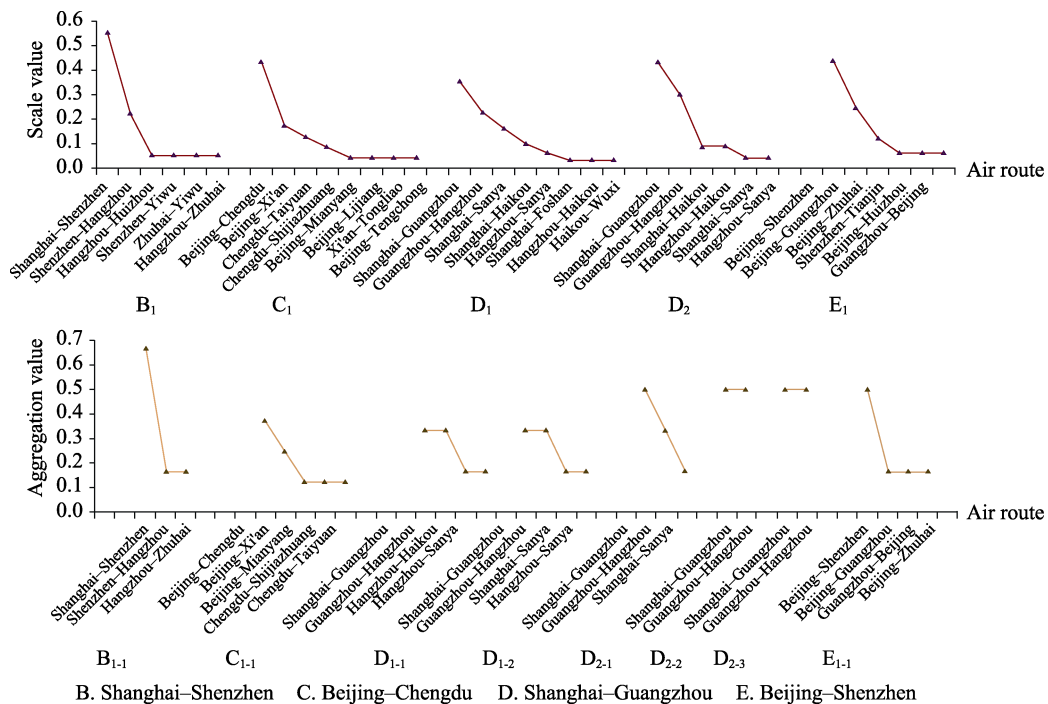 Scale value
0.6
0.5
0.4
0.3
0.2
0.1
0.0
Air route
Shanghai–Shenzhen
Shenzhen–Hangzhou
Hangzhou–Huizhou
Shenzhen–Yiwu
Zhuhai–Yiwu
Hangzhou–Zhuhai
Beijing–Chengdu
Beijing–Xi'an
Chengdu–Taiyuan
Chengdu–Shijiazhuang
Beijing–Mianyang
Beijing–Lijiang
Xi'an–Tongliao
Beijing–Tengchong
Shanghai–Guangzhou
Guangzhou–Hangzhou
Shanghai–Sanya
Shanghai–Haikou
Hangzhou–Sanya
Shanghai–Foshan
Hangzhou–Haikou
Haikou–Wuxi
Shanghai–Guangzhou
Guangzhou–Hangzhou
Shanghai–Haikou
Hangzhou–Haikou
Shanghai–Sanya
Hangzhou–Sanya
Beijing–Shenzhen
Beijing–Guangzhou
Beijing–Zhuhai
Shenzhen–Tianjin
Beijing–Huizhou
Guangzhou–Beijing
B1 C1 D1 D2 E1
Aggregation value
0.7
0.6
0.5
0.4
0.3
0.2
0.1
0.0
Air route
Shanghai–Shenzhen
Shenzhen–Hangzhou
Hangzhou–Zhuhai
Beijing–Chengdu
Beijing–Xi'an
Beijing–Mianyang
Chengdu–Shijiazhuang
Chengdu–Taiyuan
Shanghai–Guangzhou
Guangzhou–Hangzhou
Hangzhou–Haikou
Hangzhou–Sanya
Shanghai–Guangzhou
Guangzhou–Hangzhou
Shanghai–Sanya
Hangzhou–Sanya
Shanghai–Guangzhou
Guangzhou–Hangzhou
Shanghai–Sanya
Shanghai–Guangzhou
Guangzhou–Hangzhou
Shanghai–Guangzhou
Guangzhou–Hangzhou
Beijing–Shenzhen
Beijing–Guangzhou
Guangzhou–Beijing
Beijing–Zhuhai
B1-1 C1-1 D1-1 D1-2 D2-1 D2-2 D2-3 E1-1
B. Shanghai–Shenzhen C. Beijing–Chengdu D. Shanghai–Guangzhou E. Beijing–Shenzhen